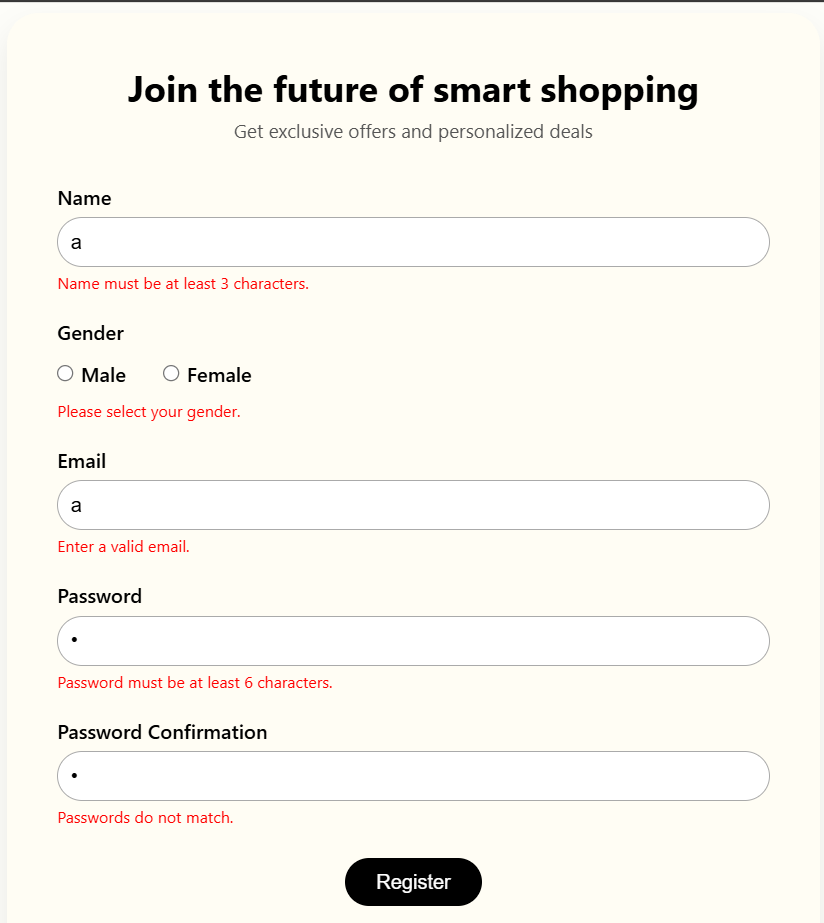 Join the future of smart shopping
Get exclusive offers and personalized deals
Name
a
Name must be at least 3 characters.
Gender
Male Female
Please select your gender.
Email
a
Enter a valid email.
Password
•
Password must be at least 6 characters.
Password Confirmation
•
Passwords do not match.
Register